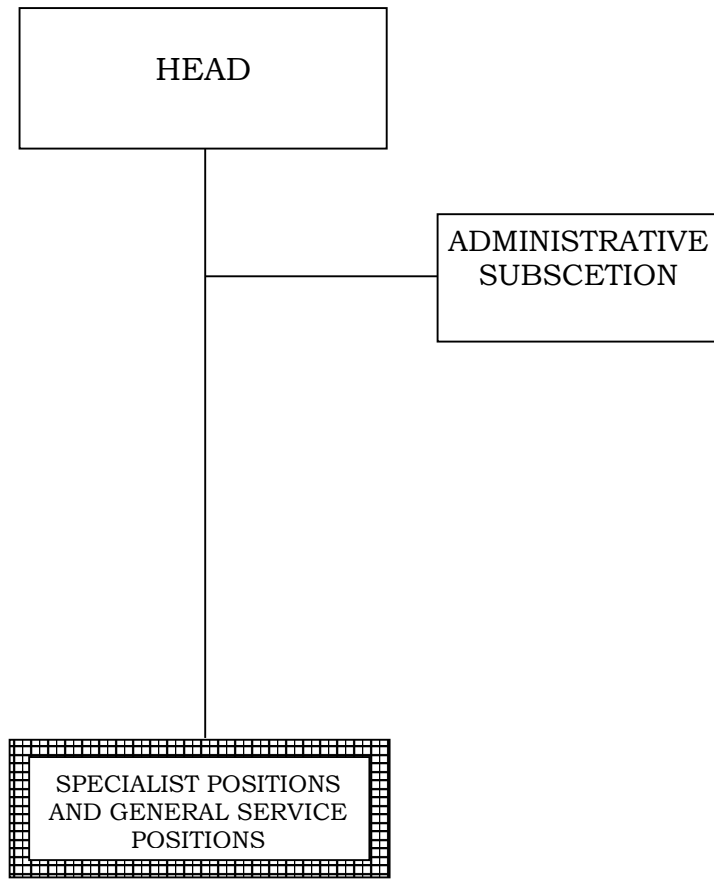 HEAD
ADMINISTRATIVE
SUBSCETION
SPECIALIST POSITIONS
AND GENERAL SERVICE
POSITIONS